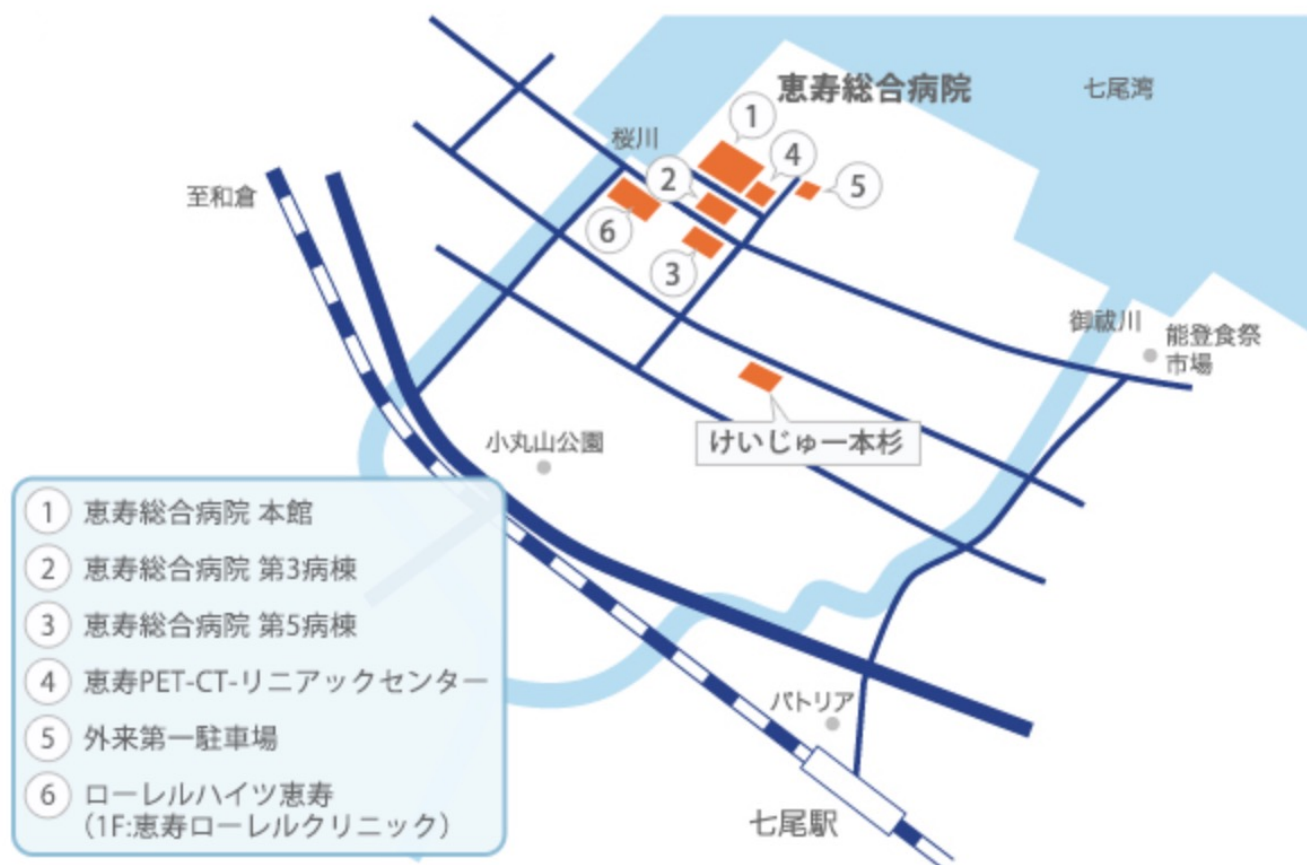 恵寿総合病院
七尾湾
1
桜川
4
2
5
至和倉
6
3
御祓川
能登食祭
市場
けいじゅ一本杉
小丸山公園
1 恵寿総合病院 本館
2 恵寿総合病院 第3病棟
3 恵寿総合病院 第5病棟
4 恵寿PET-CT-リニアックセンター
5 外来第一駐車場
6 ローレルハイツ恵寿
(1F:恵寿ローレルクリニック)
パトリア
七尾駅